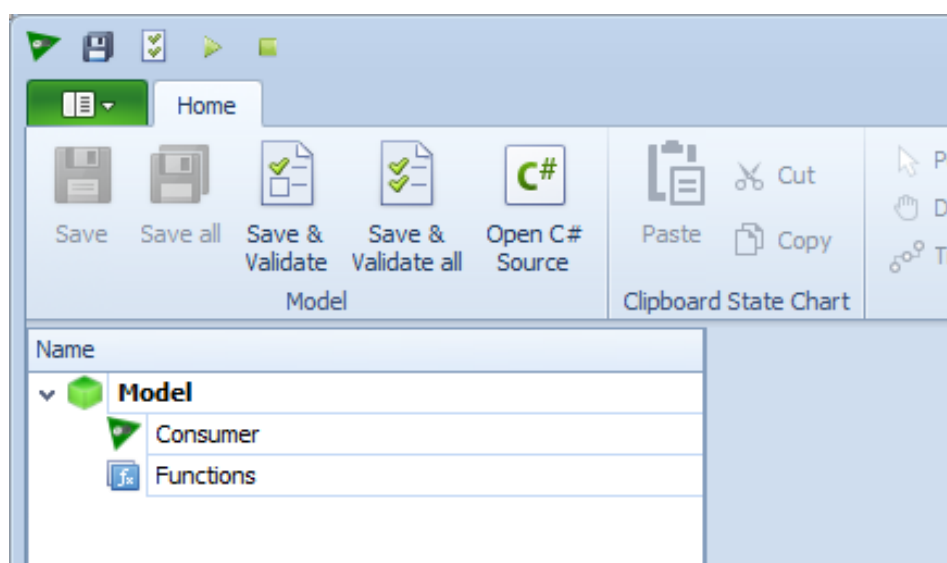 Home
Save
Save all
Save &
Validate
Save &
Validate all
C#
Open C#
Source
Model
Paste
Cut
Copy
Clipboard State Chart
P
D
T
Name
Model
Consumer
fx
Functions